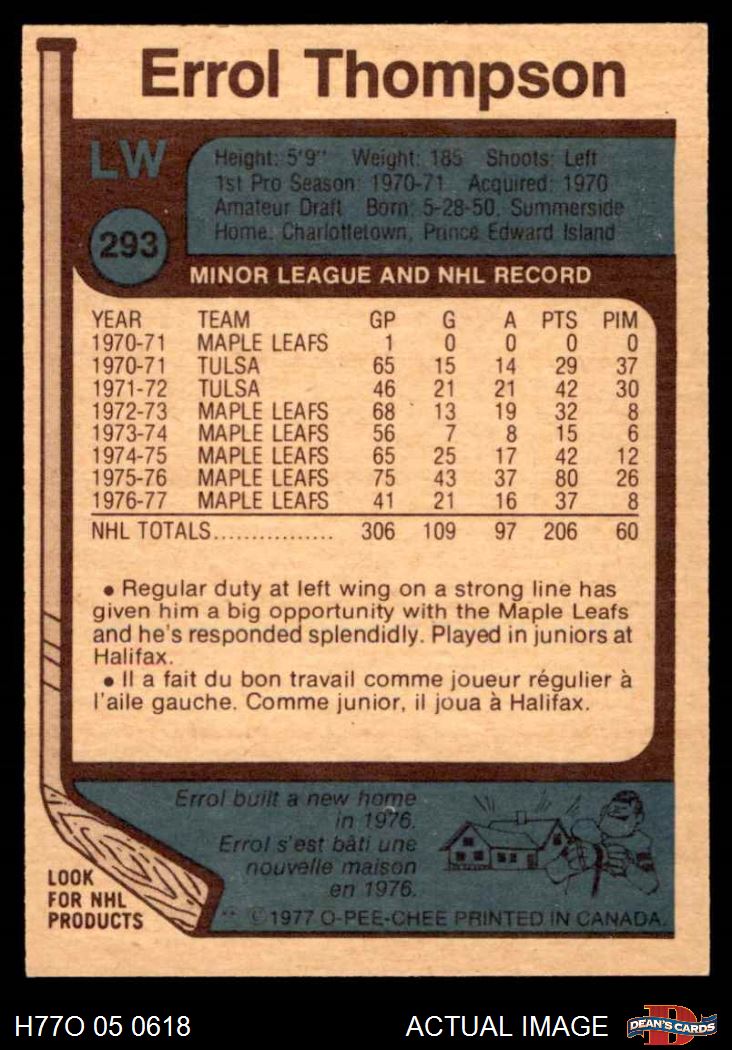 Errol Thompson
LW
Height: 5'9" Weight: 185 Shoots: Left
1st Pro Season: 1970-71 Acquired: 1970
Amateur Draft Born: 5-28-50, Summerside
Home: Charlottetown, Prince Edward Island
293
MINOR LEAGUE AND NHL RECORD
YEAR TEAM GP G A PTS PIM
1970-71 MAPLE LEAFS 1 0 0 0 0
1970-71 TULSA 65 15 14 29 37
1971-72 TULSA 46 21 21 42 30
1972-73 MAPLE LEAFS 68 13 19 32 8
1973-74 MAPLE LEAFS 56 7 8 15 6
1974-75 MAPLE LEAFS 65 25 17 42 12
1975-76 MAPLE LEAFS 75 43 37 80 26
1976-77 MAPLE LEAFS 41 21 16 37 8
NHL TOTALS................ 306 109 97 206 60
● Regular duty at left wing on a strong line has
given him a big opportunity with the Maple Leafs
and he's responded splendidly. Played in juniors at
Halifax.
● Il a fait du bon travail comme joueur régulier à
l'aile gauche. Comme junior, il joua à Halifax.
Errol built a new home
in 1976.
Errol s'est bâti une
nouvelle maison
en 1976.
LOOK
FOR NHL
PRODUCTS
** ©1977 O-PEE-CHEE PRINTED IN CANADA.
H77O 05 0618 ACTUAL IMAGE D DEAN'S CARDS